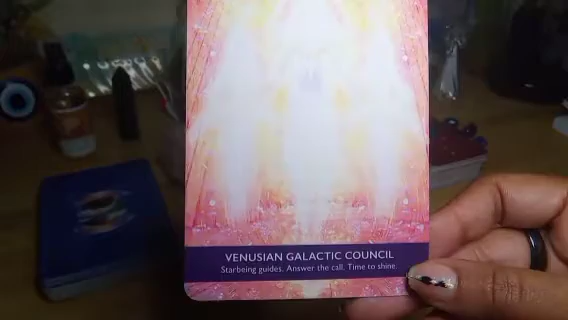 VENUSIAN GALACTIC COUNCIL
Starbeing guides. Answer the call. Time to shine.